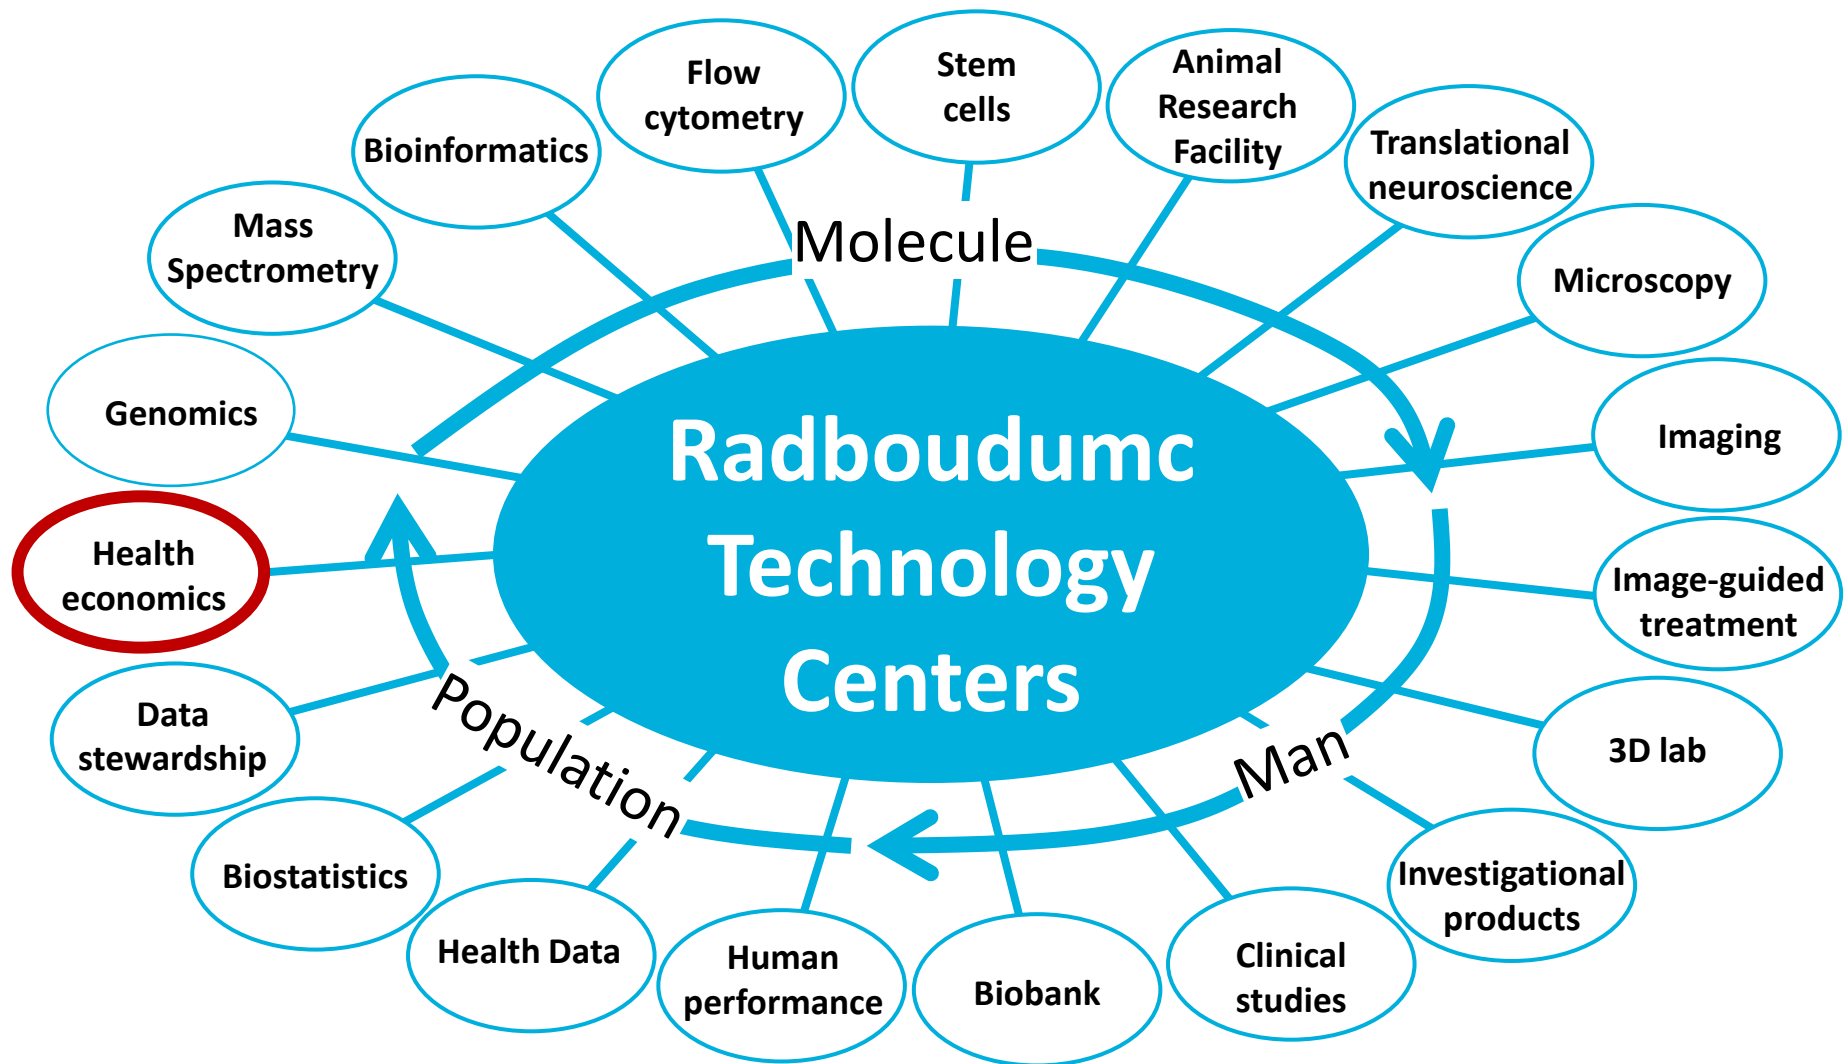 Flow
cytometry
Stem
cells
Animal
Research
Facility
Translational
neuroscience
Bioinformatics
Mass
Spectrometry
Molecule
Microscopy
Genomics
Imaging
Radboudumc
Technology
Centers
Health
economics
Image-guided
treatment
Data
stewardship
Population
Man
3D lab
Biostatistics
Investigational
products
Health Data
Human
performance
Biobank
Clinical
studies